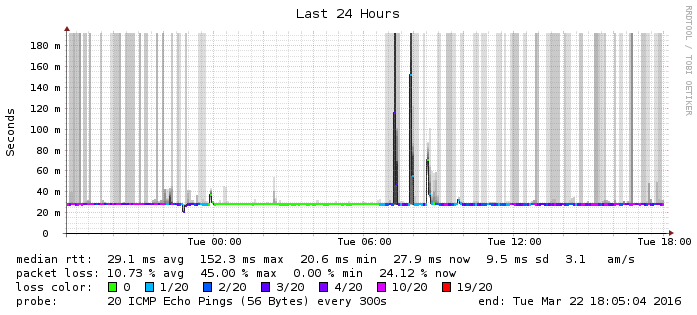 Last 24 Hours
RRDTOOL / TOBI OETIKER
Seconds
180 m
160 m
140 m
120 m
100 m
80 m
60 m
40 m
20 m
0
Tue 00:00 Tue 06:00 Tue 12:00 Tue 18:00
median rtt: 29.1 ms avg 152.3 ms max 20.6 ms min 27.9 ms now 9.5 ms sd 3.1 am/s
packet loss: 10.73 % avg 45.00 % max 0.00 % min 24.12 % now
loss color: 0 1/20 2/20 3/20 4/20 10/20 19/20
probe: 20 ICMP Echo Pings (56 Bytes) every 300s end: Tue Mar 22 18:05:04 2016